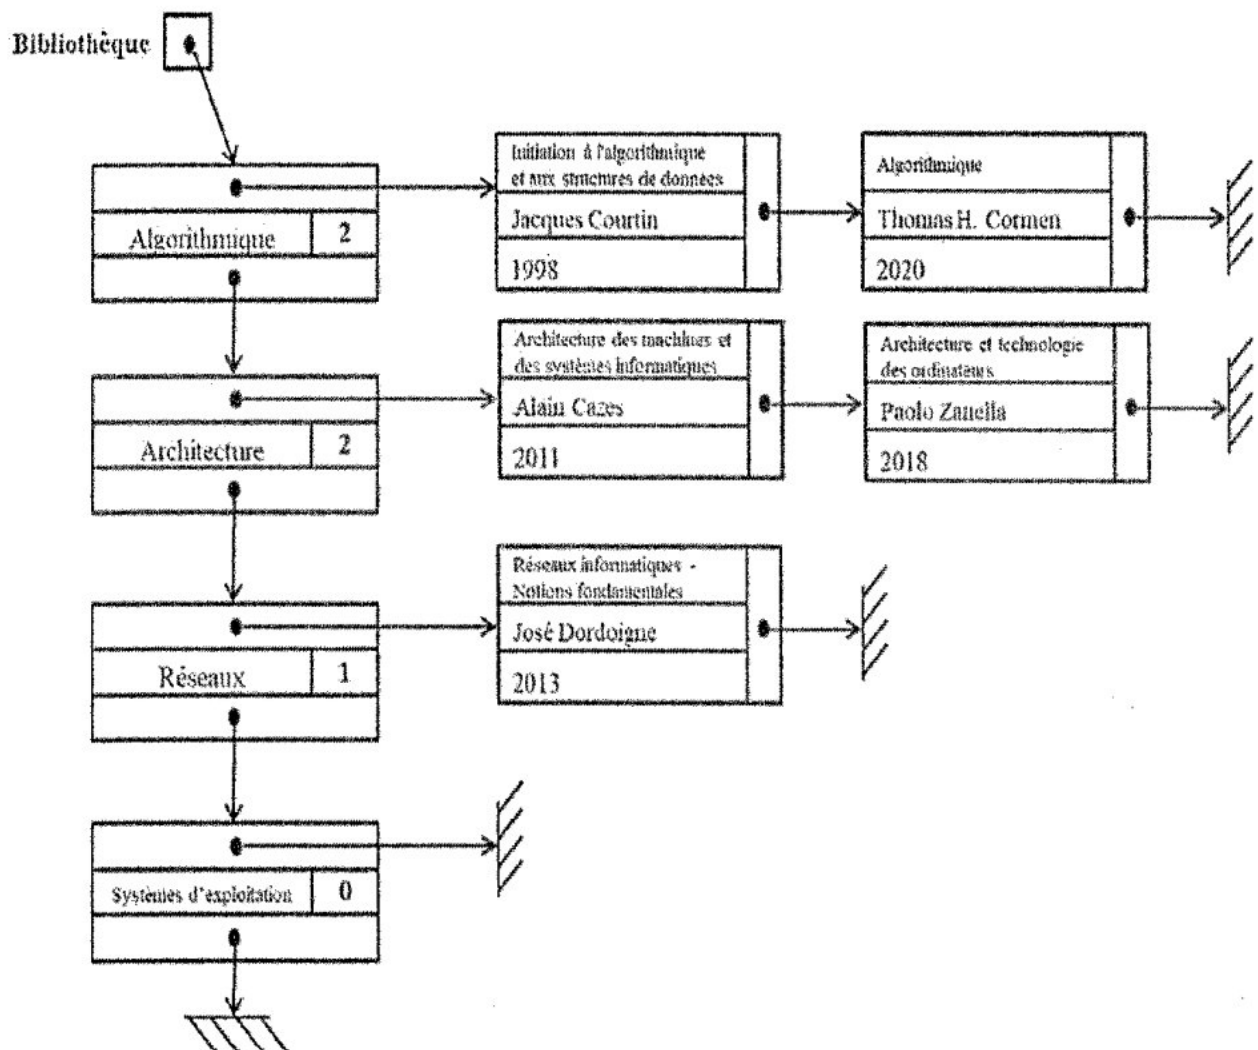 Bibliothèque
Initiation à l'algorithmique
et aux structures de données
Jacques Courtin
1998
Algorithmique
Thomas H. Cormen
2020
Algorithmique
2
Architecture des machines et
des systèmes informatiques
Alain Cazes
2011
Architecture et technologie
des ordinateurs
Paolo Zanella
2018
Architecture
2
Réseaux informatiques -
Notions fondamentales
José Dordoigne
2013
Réseaux
1
Systèmes d'exploitation
0